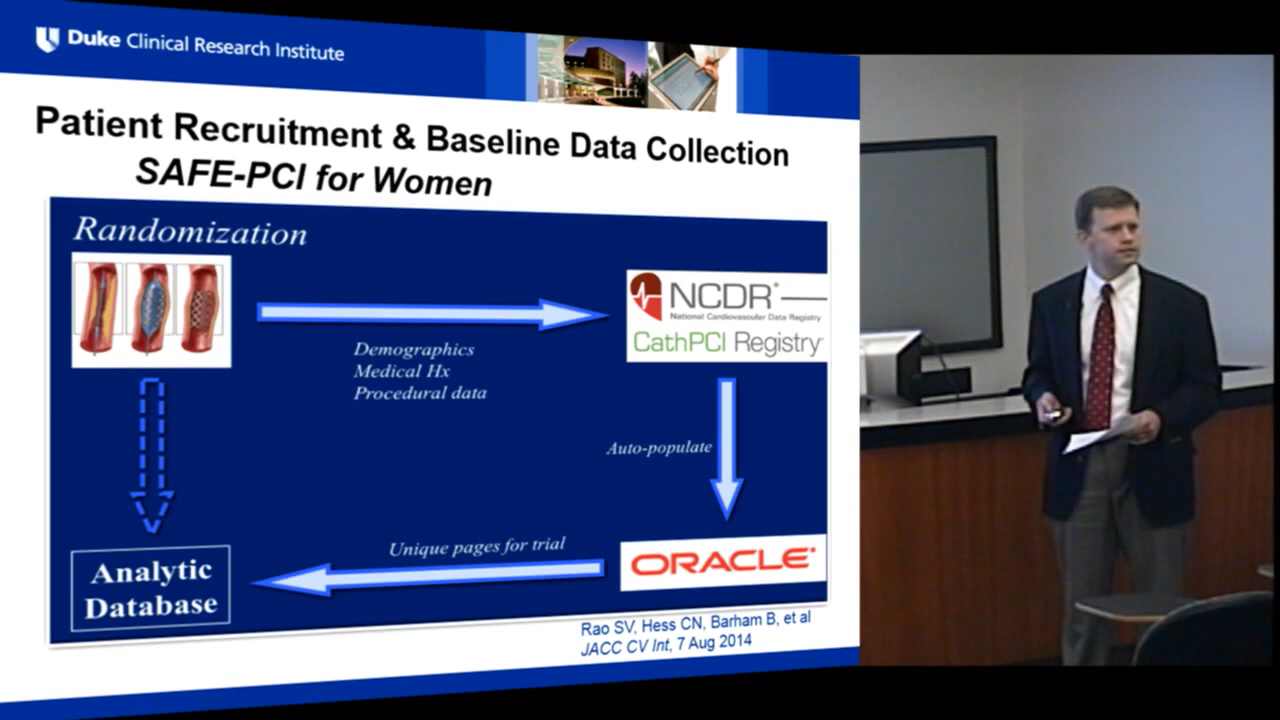 Duke Clinical Research Institute
Patient Recruitment & Baseline Data Collection
SAFE-PCI for Women
Randomization
NCDR®
National Cardiovascular Data Registry
CathPCI Registry®
Demographics
Medical Hx
Procedural data
Auto-populate
Unique pages for trial
ORACLE®
Analytic
Database
Rao SV, Hess CN, Barham B, et al
JACC CV Int, 7 Aug 2014